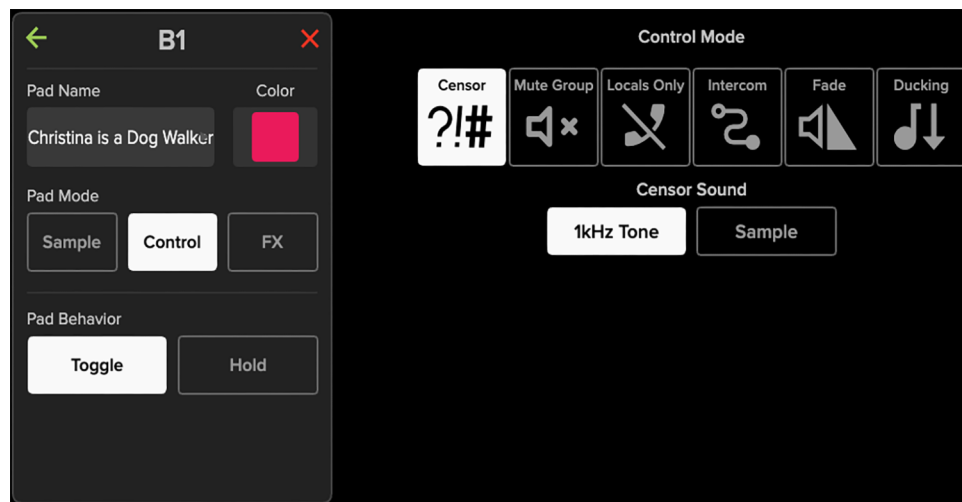 B1
Pad Name
Color
Christina is a Dog Walker
Pad Mode
Sample
Control
FX
Pad Behavior
Toggle
Hold
Control Mode
Censor
Mute Group
Locals Only
Intercom
Fade
Ducking
?!#
Censor Sound
1kHz Tone
Sample